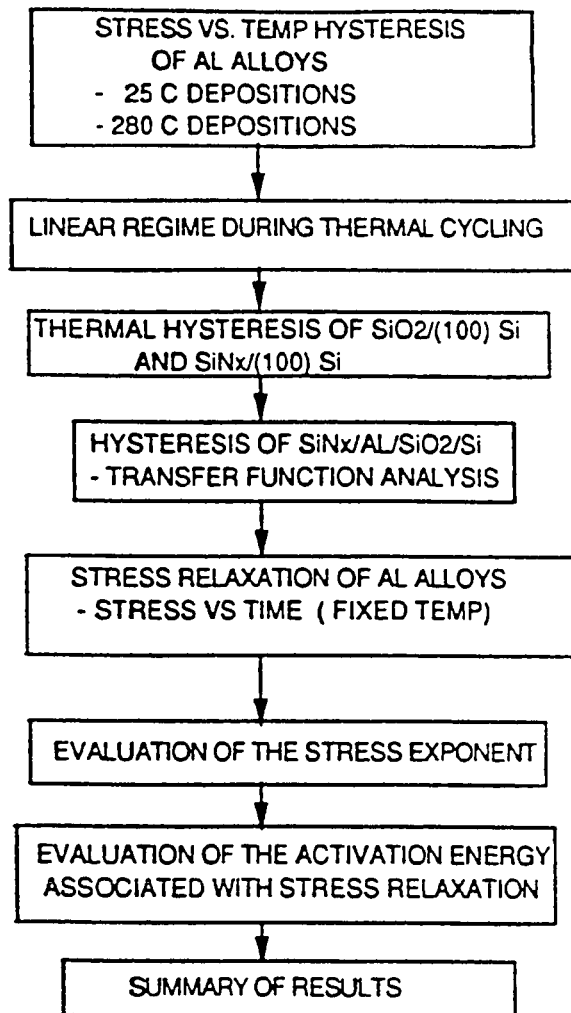 STRESS VS. TEMP HYSTERESIS
OF AL ALLOYS
- 25 C DEPOSITIONS
- 280 C DEPOSITIONS
LINEAR REGIME DURING THERMAL CYCLING
THERMAL HYSTERESIS OF SiO2/(100) Si
AND SiNx/(100) Si
HYSTERESIS OF SiNx/AL/SiO2/Si
- TRANSFER FUNCTION ANALYSIS
STRESS RELAXATION OF AL ALLOYS
- STRESS VS TIME ( FIXED TEMP)
EVALUATION OF THE STRESS EXPONENT
EVALUATION OF THE ACTIVATION ENERGY
ASSOCIATED WITH STRESS RELAXATION
SUMMARY OF RESULTS